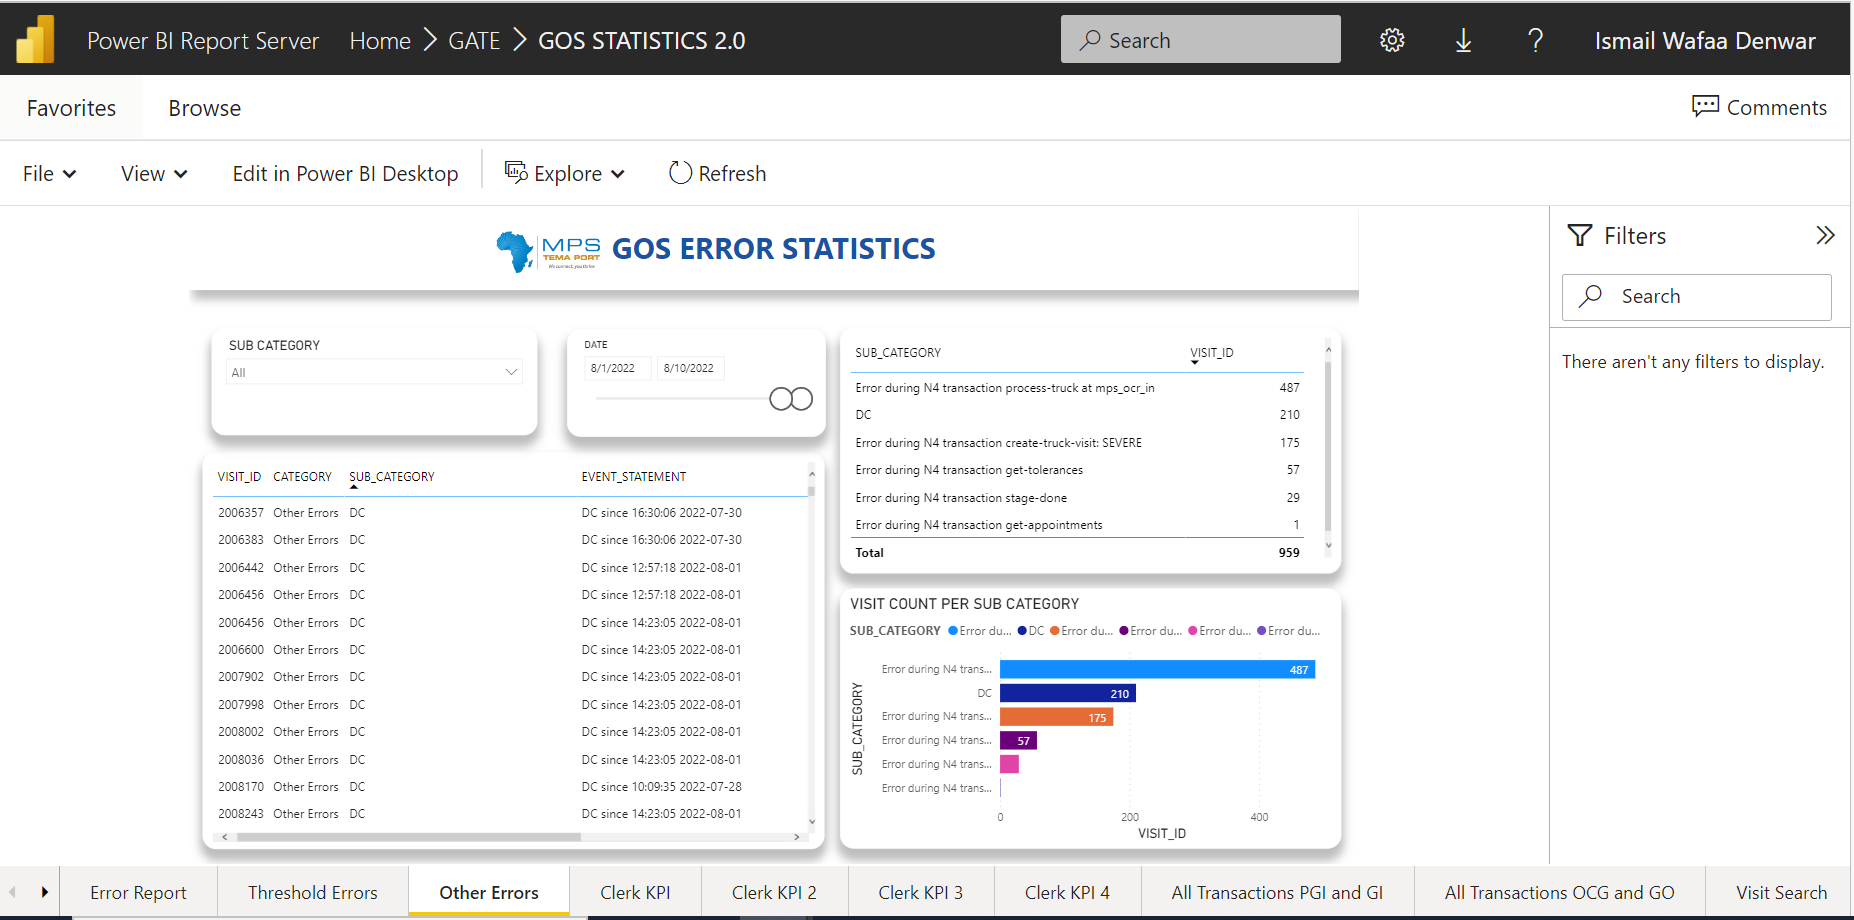 Power BI Report Server Home > GATE > GOS STATISTICS 2.0
Search
?
Ismail Wafaa Denwar
Favorites Browse
Comments
File View Edit in Power BI Desktop Explore Refresh
MPS
TEMA PORT
We connect, you thrive
GOS ERROR STATISTICS
Filters
Search
There aren't any filters to display.
SUB CATEGORY
All
DATE
8/1/2022 8/10/2022
SUB_CATEGORY VISIT_ID
Error during N4 transaction process-truck at mps_ocr_in 487
DC 210
Error during N4 transaction create-truck-visit: SEVERE 175
Error during N4 transaction get-tolerances 57
Error during N4 transaction stage-done 29
Error during N4 transaction get-appointments 1
Total 959
VISIT_ID CATEGORY SUB_CATEGORY EVENT_STATEMENT
2006357 Other Errors DC DC since 16:30:06 2022-07-30
2006383 Other Errors DC DC since 16:30:06 2022-07-30
2006442 Other Errors DC DC since 12:57:18 2022-08-01
2006456 Other Errors DC DC since 12:57:18 2022-08-01
2006456 Other Errors DC DC since 14:23:05 2022-08-01
2006600 Other Errors DC DC since 14:23:05 2022-08-01
2007902 Other Errors DC DC since 14:23:05 2022-08-01
2007998 Other Errors DC DC since 14:23:05 2022-08-01
2008002 Other Errors DC DC since 14:23:05 2022-08-01
2008036 Other Errors DC DC since 14:23:05 2022-08-01
2008170 Other Errors DC DC since 10:09:35 2022-07-28
2008243 Other Errors DC DC since 14:23:05 2022-08-01
VISIT COUNT PER SUB CATEGORY
SUB_CATEGORY Error du... DC Error du... Error du... Error du... Error du...
SUB_CATEGORY
Error during N4 trans... 487
DC 210
Error during N4 trans... 175
Error during N4 trans... 57
Error during N4 trans...
Error during N4 trans...
0 200 400
VISIT_ID
Error Report Threshold Errors Other Errors Clerk KPI Clerk KPI 2 Clerk KPI 3 Clerk KPI 4 All Transactions PGI and GI All Transactions OCG and GO Visit Search